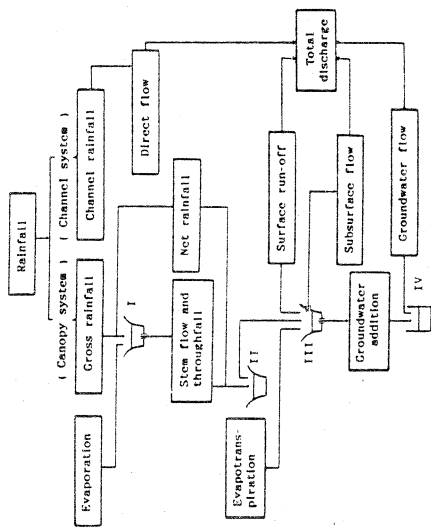 Rainfall
( Canopy system ) ( Channel system )
Evaporation
Gross rainfall
Channel rainfall
I
Direct flow
Stem flow and
throughfall
Net rainfall
II
Evapotrans-
piration
III
Surface run-off
Total
discharge
Subsurface flow
Groundwater
addition
Groundwater flow
IV